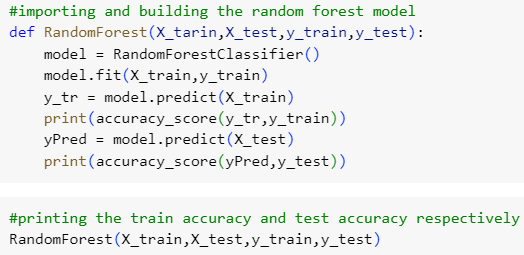 #importing and building the random forest model
def RandomForest(X_tarin,X_test,y_train,y_test):
    model = RandomForestClassifier()
    model.fit(X_train,y_train)
    y_tr = model.predict(X_train)
    print(accuracy_score(y_tr,y_train))
    yPred = model.predict(X_test)
    print(accuracy_score(yPred,y_test))
#printing the train accuracy and test accuracy respectively
RandomForest(X_train,X_test,y_train,y_test)